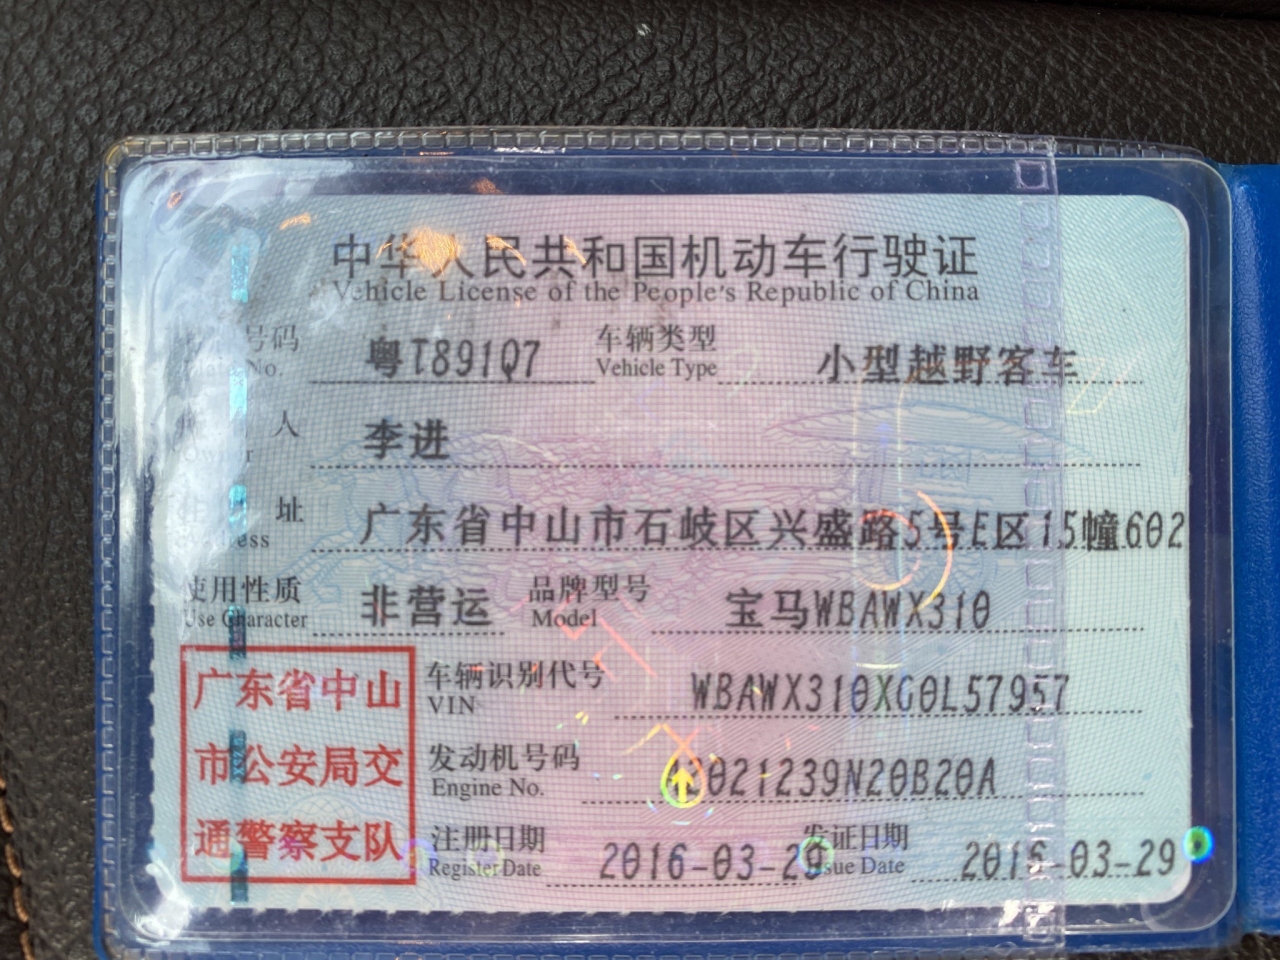 中华人民共和国机动车行驶证
Vehicle License of the People's Republic of China
号码 粤T891Q7 车辆类型 小型越野客车
No. Vehicle Type
人 李进
Owner
址 广东省中山市石岐区兴盛路5号E区15幢602
使用性质 非营运 品牌型号 宝马WBAWX310
Use Character Model
广东省中山
市公安局交
通警察支队
车辆识别代号 WBAWX310XG0L57957
VIN
发动机号码 021239N20B20A
Engine No.
注册日期 2016-03-29 发证日期 2016-03-29
Register Date Issue Date